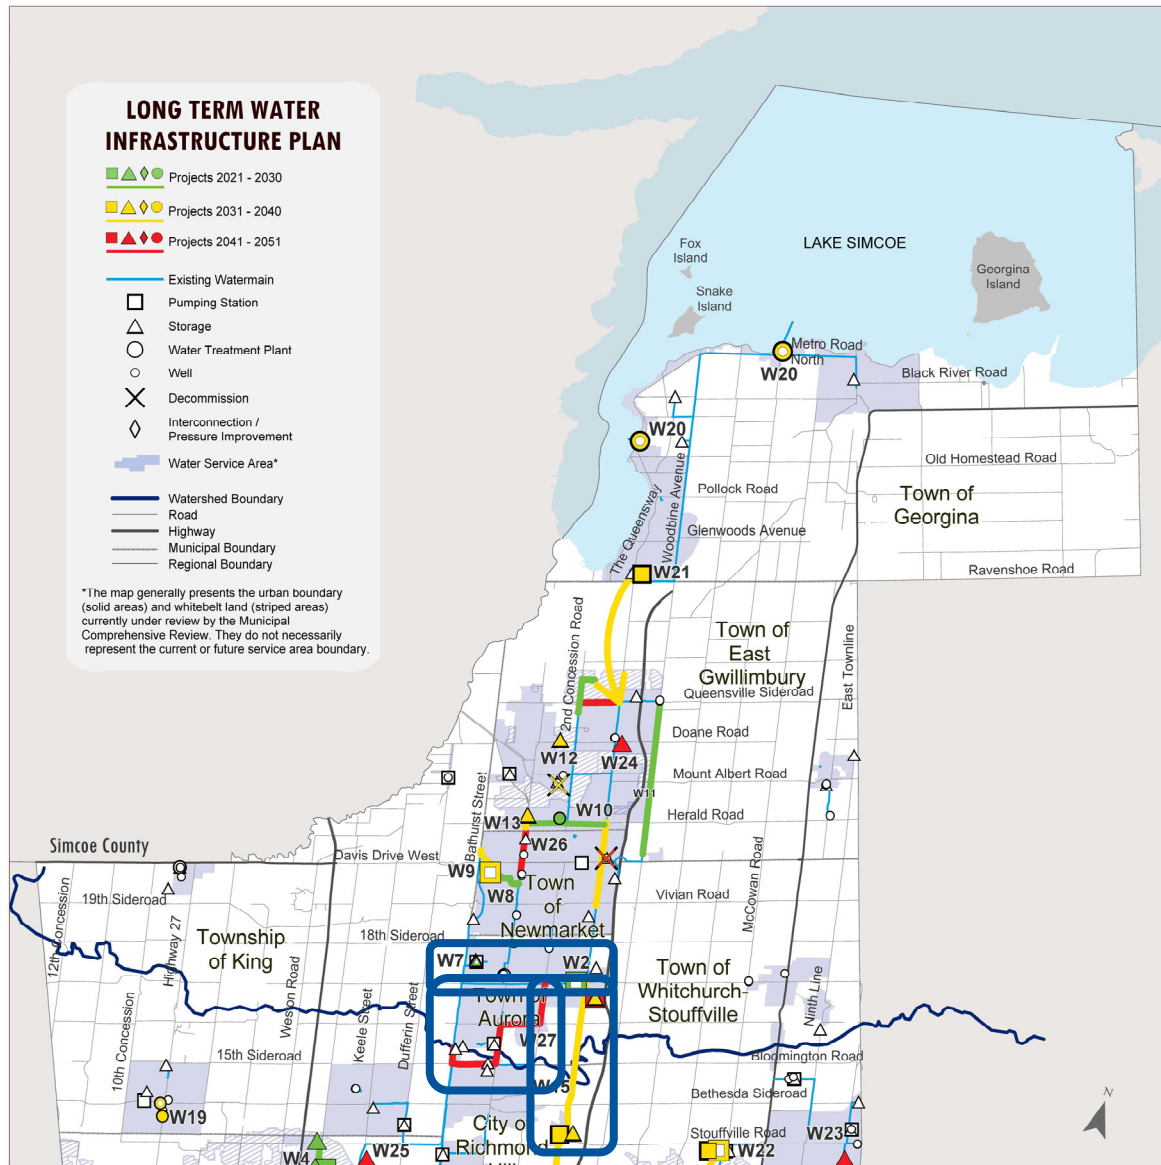 LONG TERM WATER
INFRASTRUCTURE PLAN
Projects 2021 - 2030
Projects 2031 - 2040
Projects 2041 - 2051
Existing Watermain
Pumping Station
Storage
Water Treatment Plant
Well
Decommission
Interconnection /
Pressure Improvement
Water Service Area*
Watershed Boundary
Road
Highway
Municipal Boundary
Regional Boundary
*The map generally presents the urban boundary
(solid areas) and whitebelt land (striped areas)
currently under review by the Municipal
Comprehensive Review. They do not necessarily
represent the current or future service area boundary.
LAKE SIMCOE
Fox
Island
Georgina
Island
Snake
Island
Metro Road
North
W20
Black River Road
W20
Old Homestead Road
Woodbine Avenue
The Queensway
Pollock Road
Town of
Georgina
Glenwoods Avenue
W21
Ravenshoe Road
2nd Concession Road
Town of
East
Gwillimbury
East Townline
Queensville Sideroad
Doane Road
W12
W24
Mount Albert Road
W11
Bathurst Street
W10
Herald Road
W13
Simcoe County
W26
Davis Drive West
W9
W8
Town
of
Newmarket
Vivian Road
McCowan Road
12th Concession
19th Sideroad
Highway 27
18th Sideroad
Township
of King
W7
W2
Town of
Whitchurch-
Stouffville
Ninth Line
Weston Road
Keele Street
Dufferin Street
Town of
Aurora
W27
10th Concession
15th Sideroad
Bloomington Road
W15
Bethesda Sideroad
W19
City of
Richmond
Stouffville Road
W23
W22
W25
W4
N